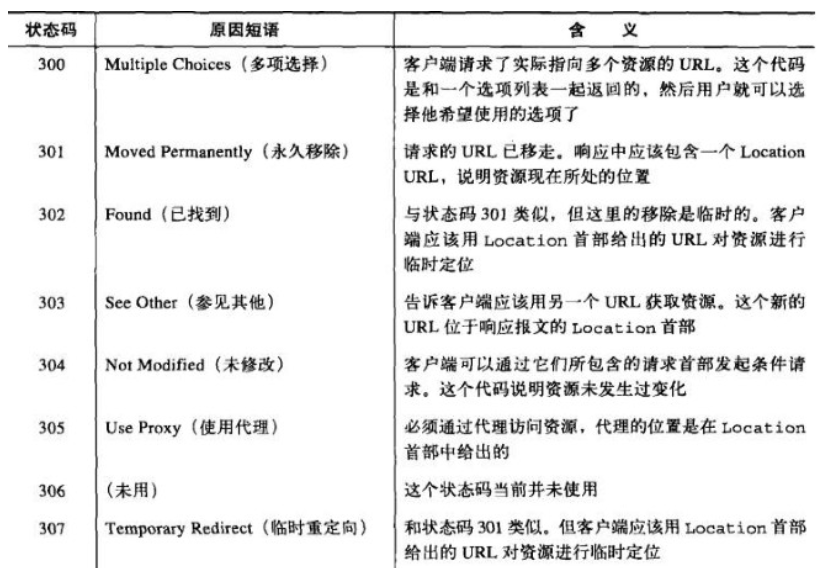 状态码 原因短语 含 义
300 Multiple Choices（多项选择） 客户端请求了实际指向多个资源的 URL。这个代码
是和一个选项列表一起返回的，然后用户就可以选
择他希望使用的选项了
301 Moved Permanently（永久移除） 请求的 URL 已移走。响应中应该包含一个 Location
URL，说明资源现在所处的位置
302 Found（已找到） 与状态码 301 类似，但这里的移除是临时的。客户
端应该用 Location 首部给出的 URL 对资源进行
临时定位
303 See Other（参见其他） 告诉客户端应该用另一个 URL 获取资源。这个新的
URL 位于响应报文的 Location 首部
304 Not Modified（未修改） 客户端可以通过它们所包含的请求首部发起条件请
求。这个代码说明资源未发生过变化
305 Use Proxy（使用代理） 必须通过代理访问资源，代理的位置是在 Location
首部中给出的
306 （未用） 这个状态码当前并未使用
307 Temporary Redirect（临时重定向） 和状态码 301 类似。但客户端应该用 Location 首部
给出的 URL 对资源进行临时定位